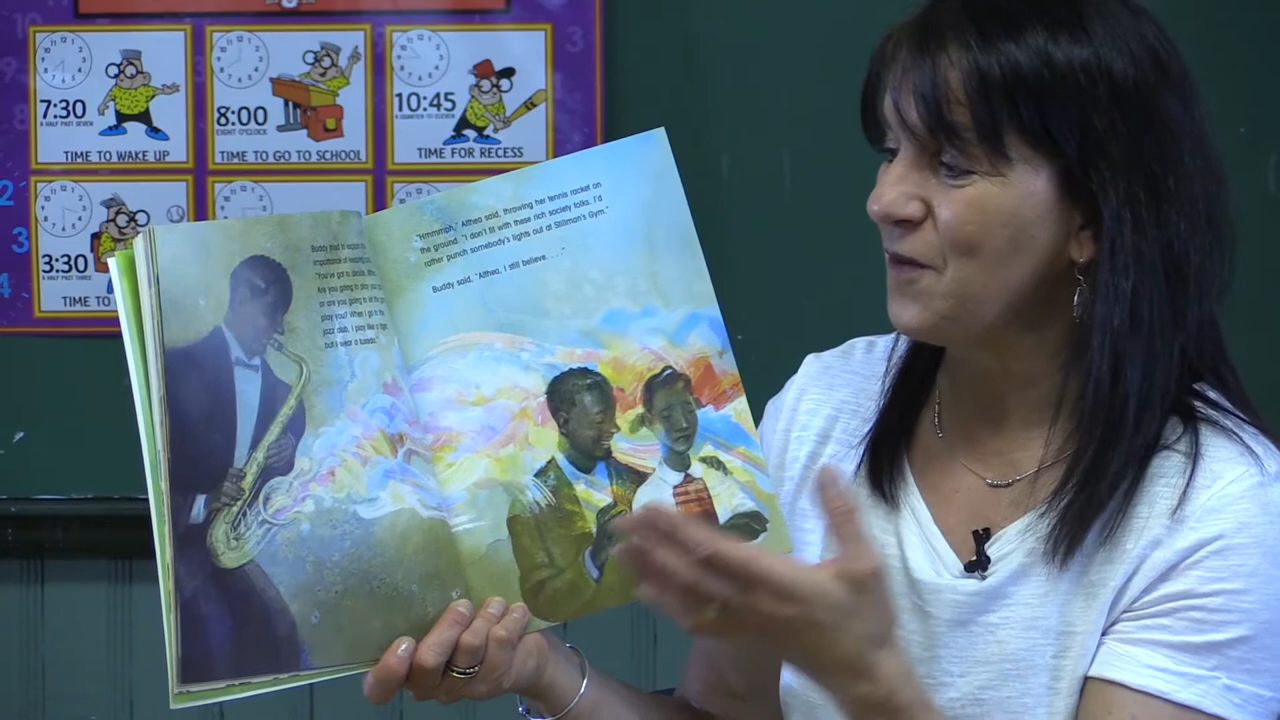 7:30
A HALF PAST SEVEN
TIME TO WAKE UP
8:00
EIGHT O'CLOCK
TIME TO GO TO SCHOOL
10:45
A QUARTER TO ELEVEN
TIME FOR RECESS
3:30
A HALF PAST THREE
TIME TO
Buddy tried to explain the
importance of keeping
"You've got to decide,
Are you going to play
or are you going to let the
play you? When I go to the
jazz club, I play like a tiger,
but I wear a tuxedo."
"Hmmmph," Althea said, throwing her tennis racket on
the ground. "I don't fit with these rich society folks. I'd
rather punch somebody's lights out at Stillman's Gym."
Buddy said, "Althea, I still believe. . . ."